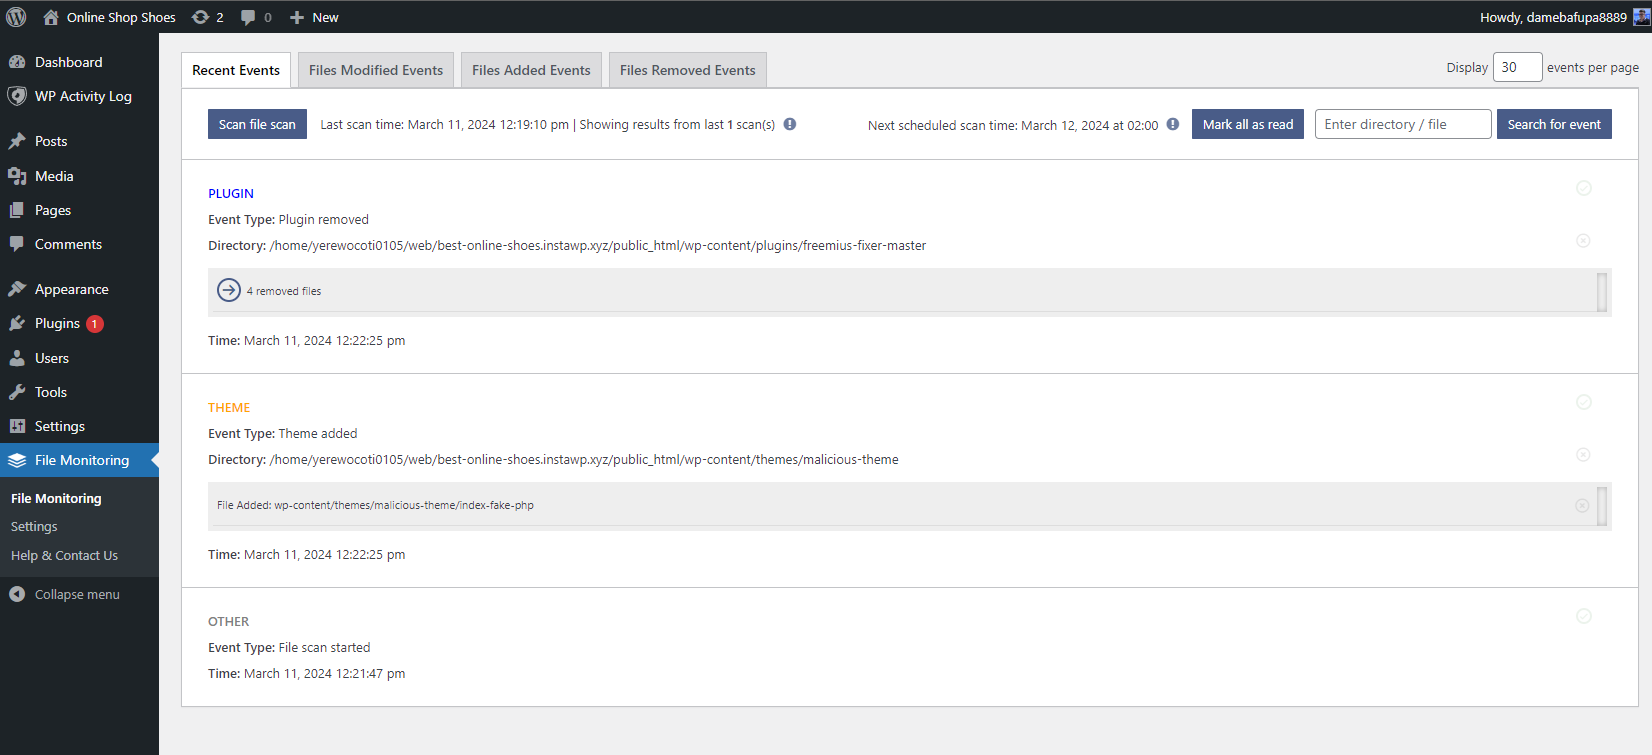 Online Shop Shoes 2 0 New Howdy, damebafupa8889
Dashboard
WP Activity Log
Posts
Media
Pages
Comments
Appearance
Plugins 1
Users
Tools
Settings
File Monitoring
File Monitoring
Settings
Help & Contact Us
Collapse menu
Recent Events Files Modified Events Files Added Events Files Removed Events Display 30 events per page
Scan file scan Last scan time: March 11, 2024 12:19:10 pm | Showing results from last 1 scan(s) Next scheduled scan time: March 12, 2024 at 02:00 Mark all as read Enter directory / file Search for event
PLUGIN
Event Type: Plugin removed
Directory: /home/yerewocoti0105/web/best-online-shoes.instawp.xyz/public_html/wp-content/plugins/freemius-fixer-master
4 removed files
Time: March 11, 2024 12:22:25 pm
THEME
Event Type: Theme added
Directory: /home/yerewocoti0105/web/best-online-shoes.instawp.xyz/public_html/wp-content/themes/malicious-theme
File Added: wp-content/themes/malicious-theme/index-fake-php
Time: March 11, 2024 12:22:25 pm
OTHER
Event Type: File scan started
Time: March 11, 2024 12:21:47 pm